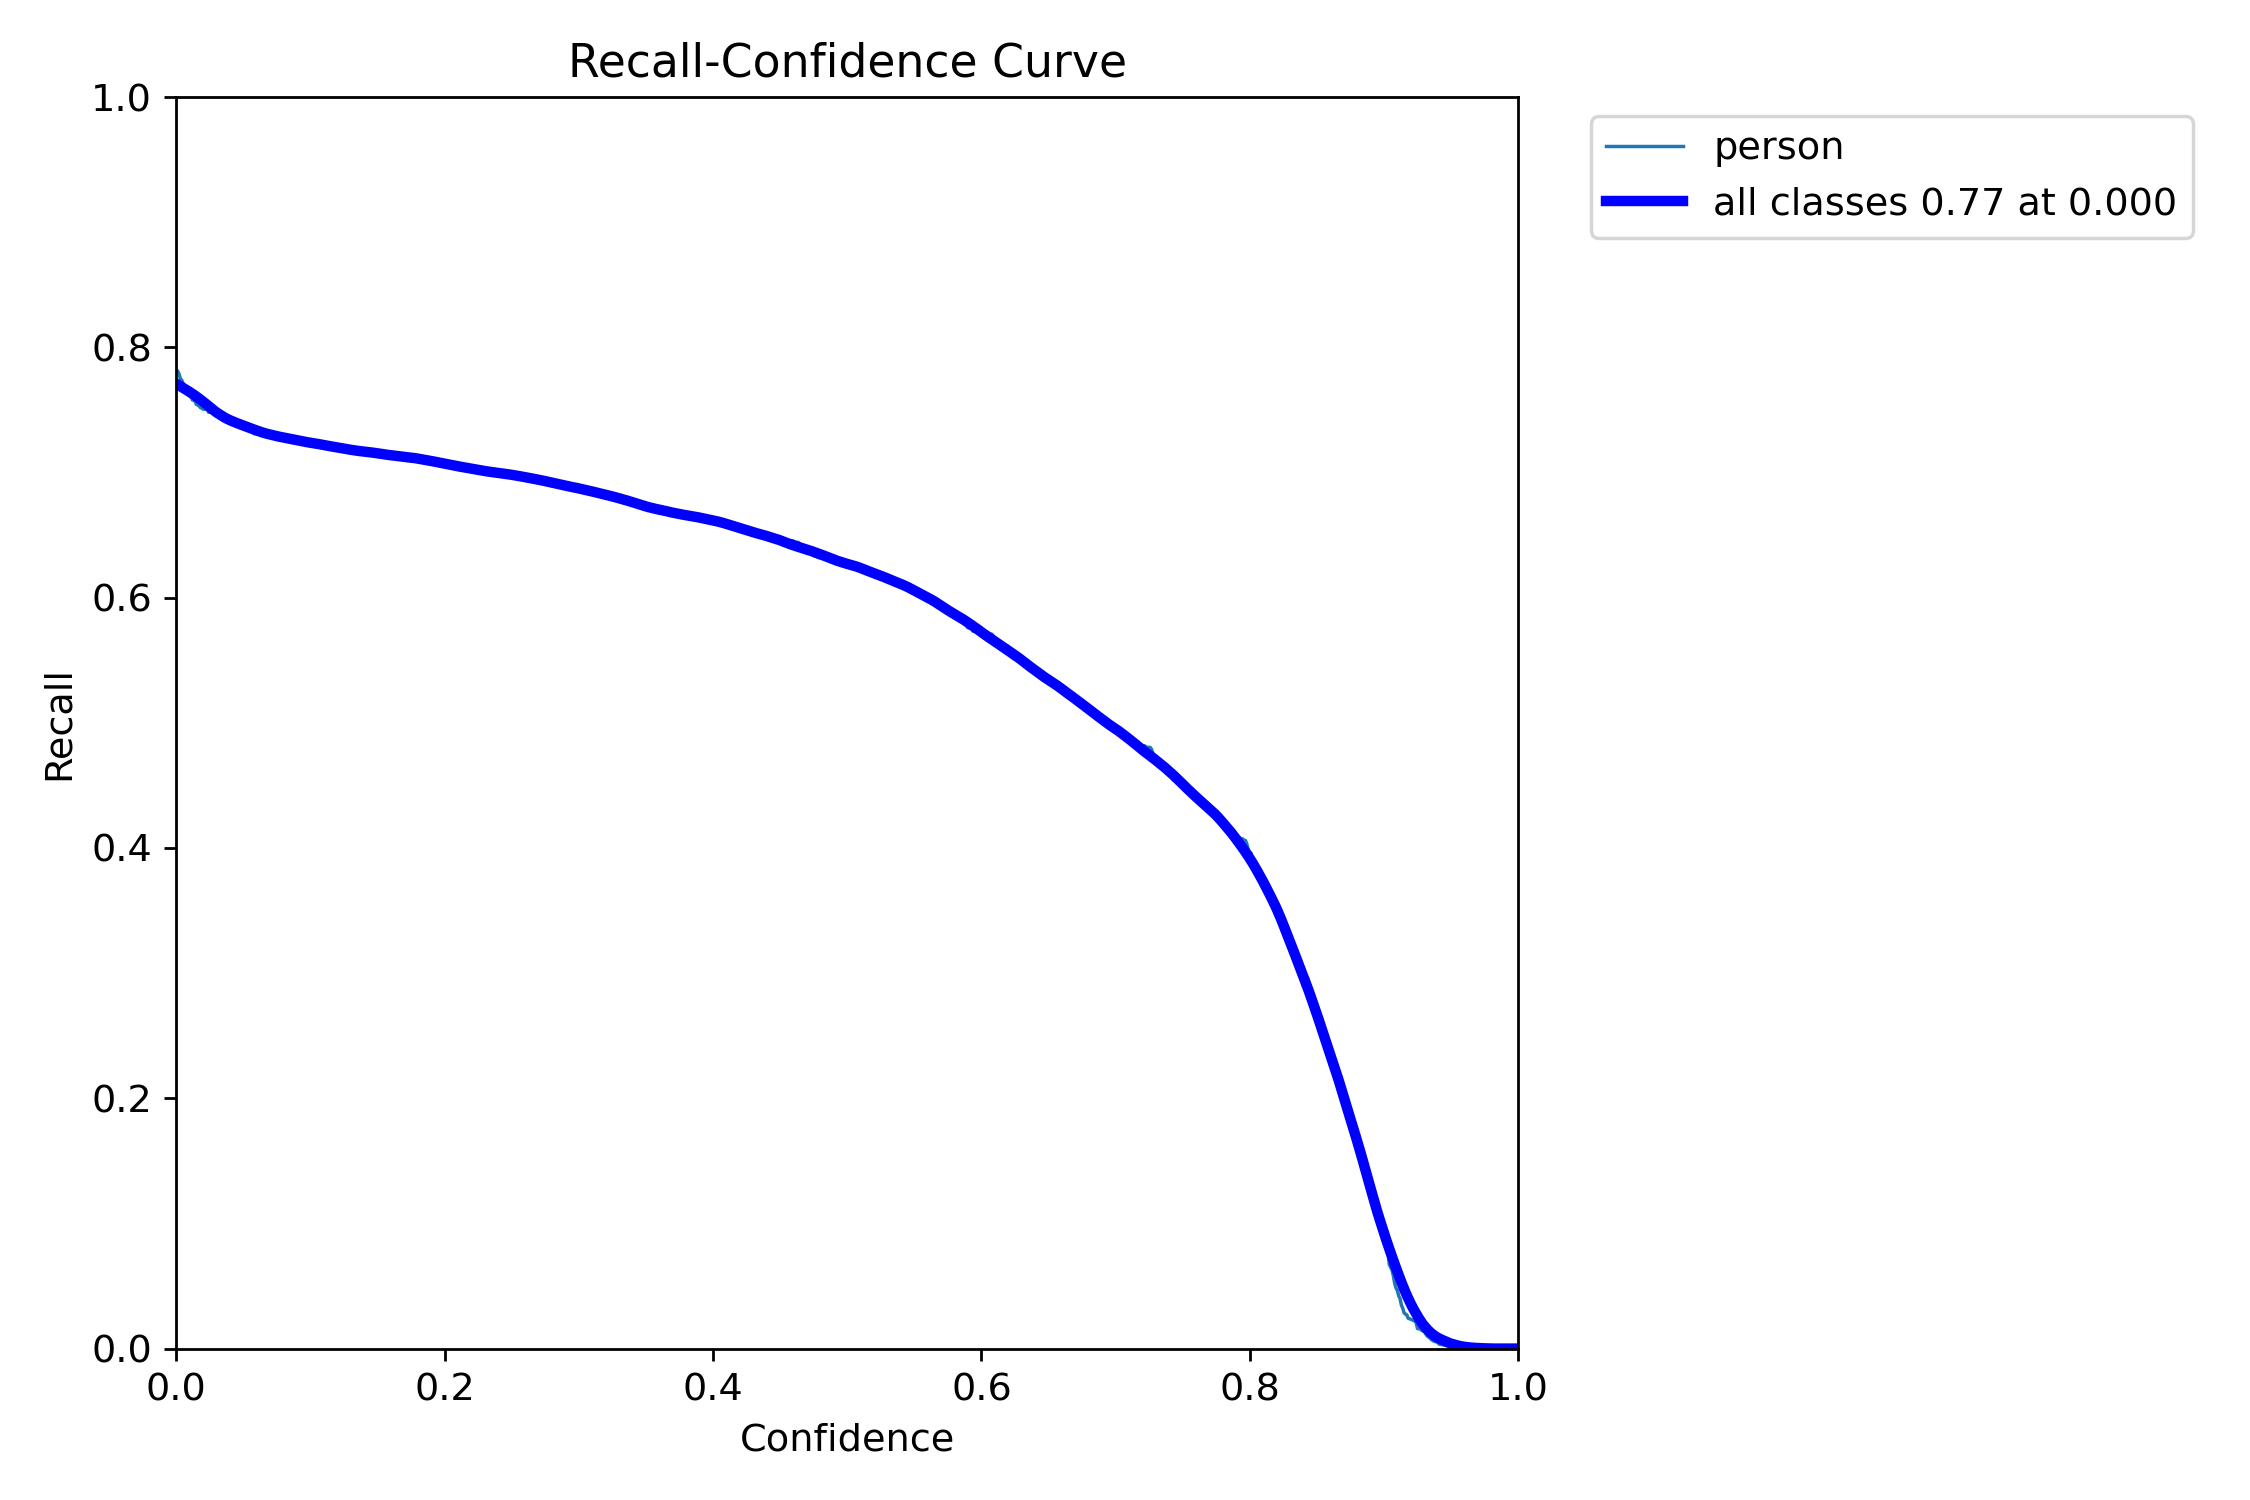 Recall-Confidence Curve
1.0
0.8
0.6
0.4
0.2
0.0
Recall
0.0 0.2 0.4 0.6 0.8 1.0
Confidence
person
all classes 0.77 at 0.000